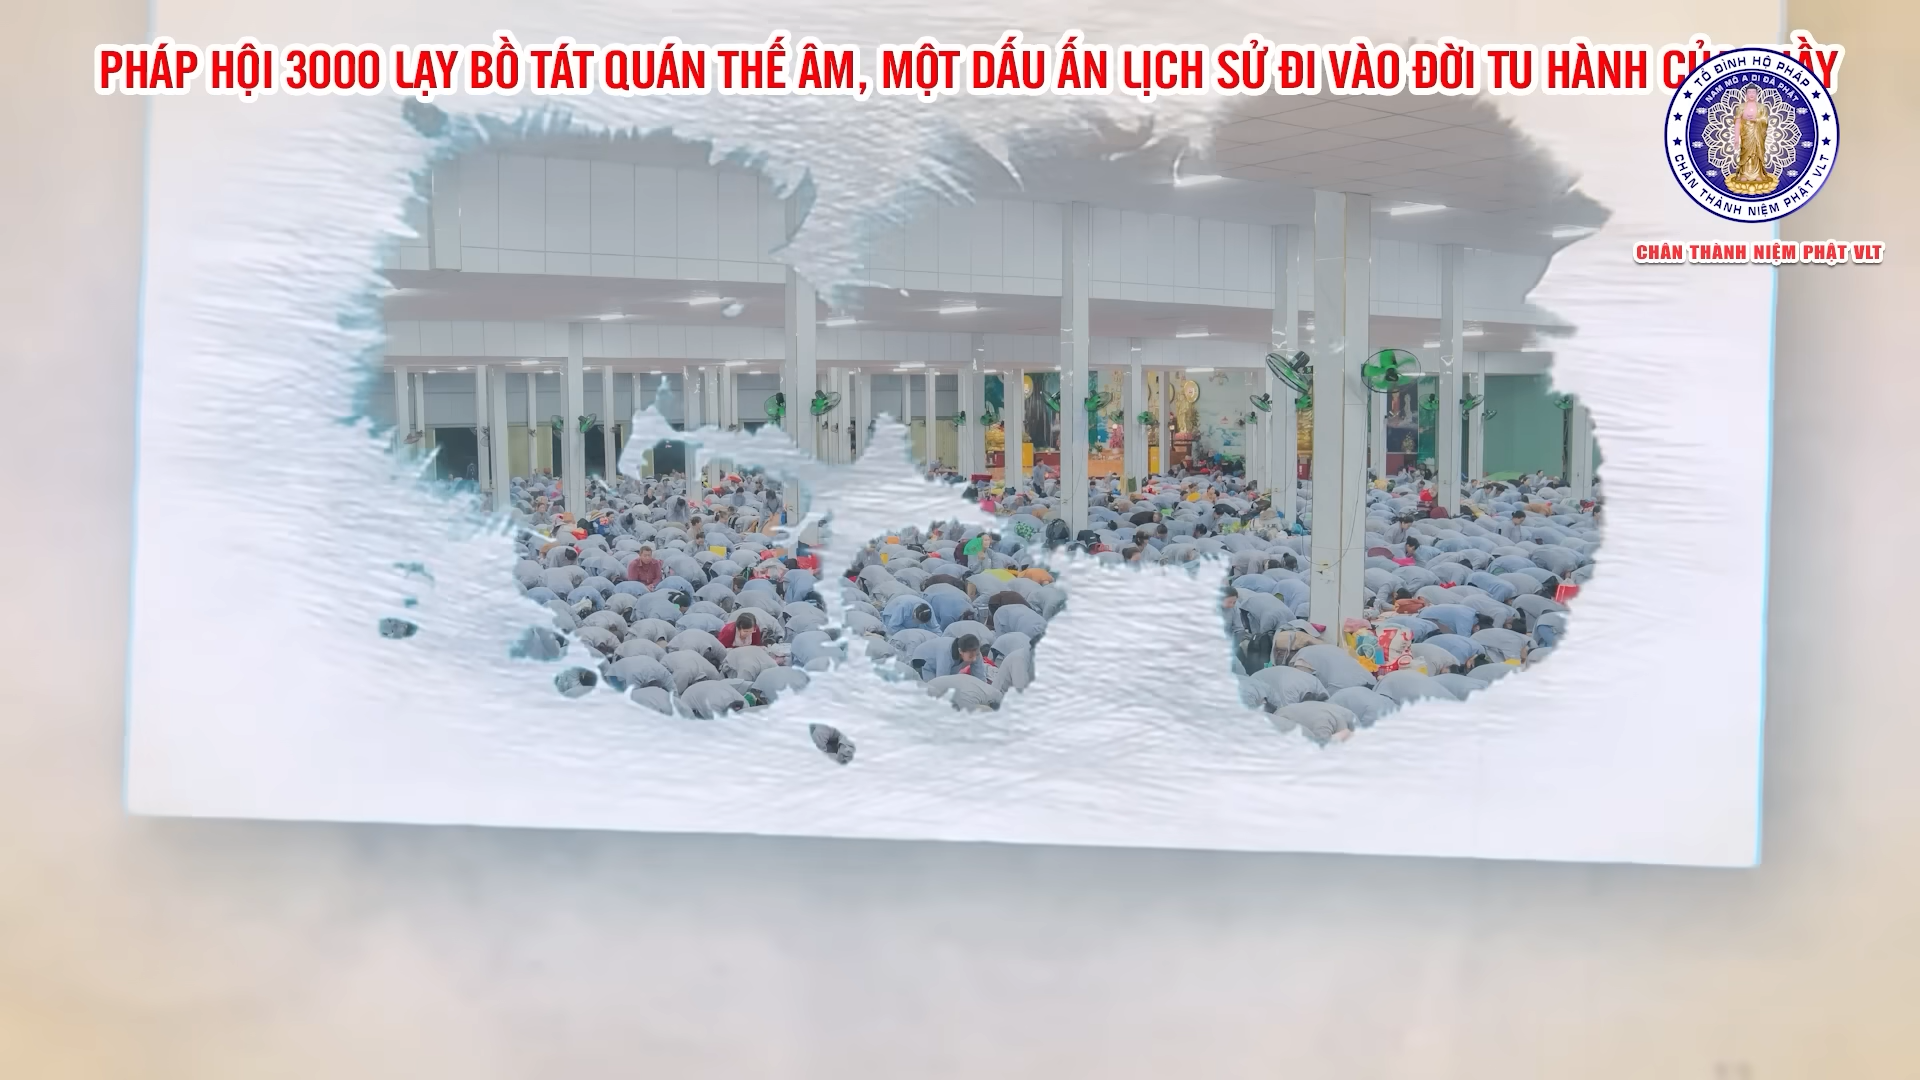 PHÁP HỘI 3000 LẠY BỒ TÁT QUÁN THẾ ÂM, MỘT DẤU ẤN LỊCH SỬ ĐI VÀO ĐỜI TU HÀNH
TỔ ĐÌNH HỘ PHÁP
NAM MÔ A DI ĐÀ PHẬT
CHÂN THÀNH NIỆM PHẬT VLT
CHÂN THÀNH NIỆM PHẬT VLT